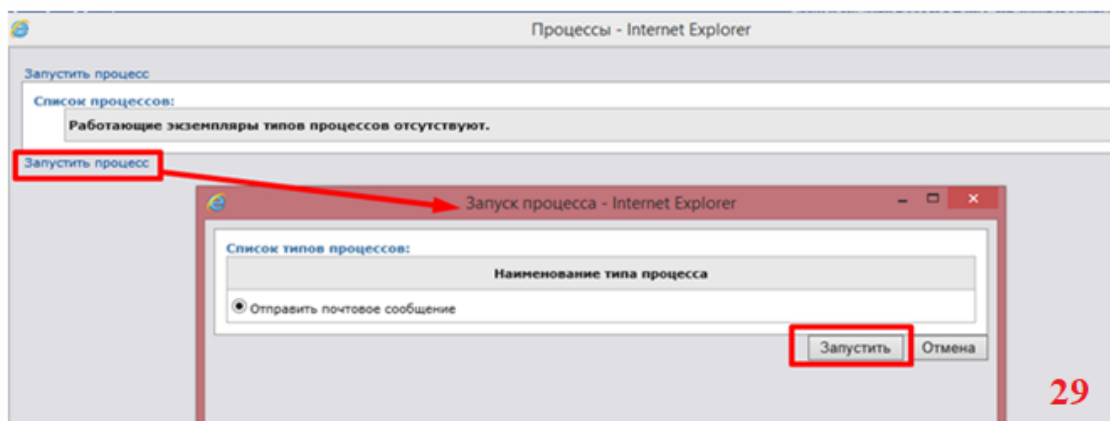 Процессы - Internet Explorer
Запустить процесс
Список процессов:
Работающие экземпляры типов процессов отсутствуют.
Запустить процесс
Запуск процесса - Internet Explorer
Список типов процессов:
Наименование типа процесса
Отправить почтовое сообщение
Запустить Отмена
29